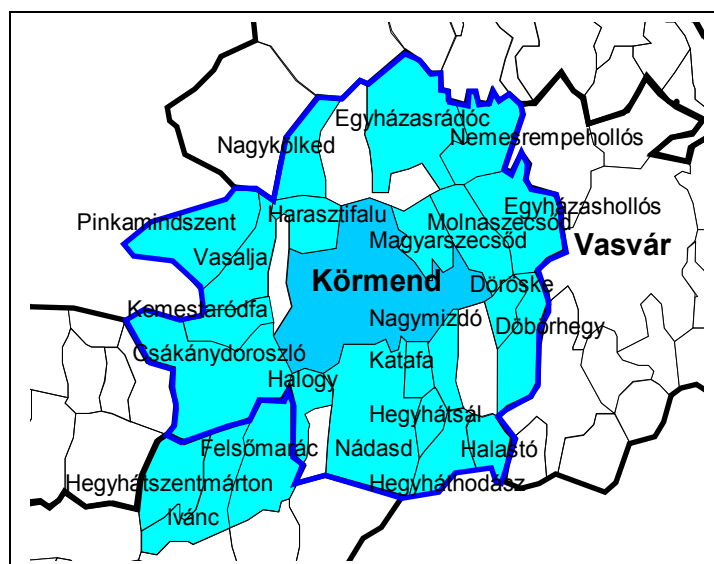 Egyházasrádóc
Nemesrempehollós
Nagykölked
Egyházashollós
Harasztifalu
Pinkamindszent
Molnaszecsőd
Magyarszecsőd
Vasvár
Vasalja
Körmend
Döröske
Kemestaródfa
Nagymizdó
Döbörhegy
Csákánydoroszló
Katafa
Halogy
Hegyhátsál
Felsőmarác
Nádasd
Halastó
Hegyhátszentmárton
Hegyháthodász
Ivánc